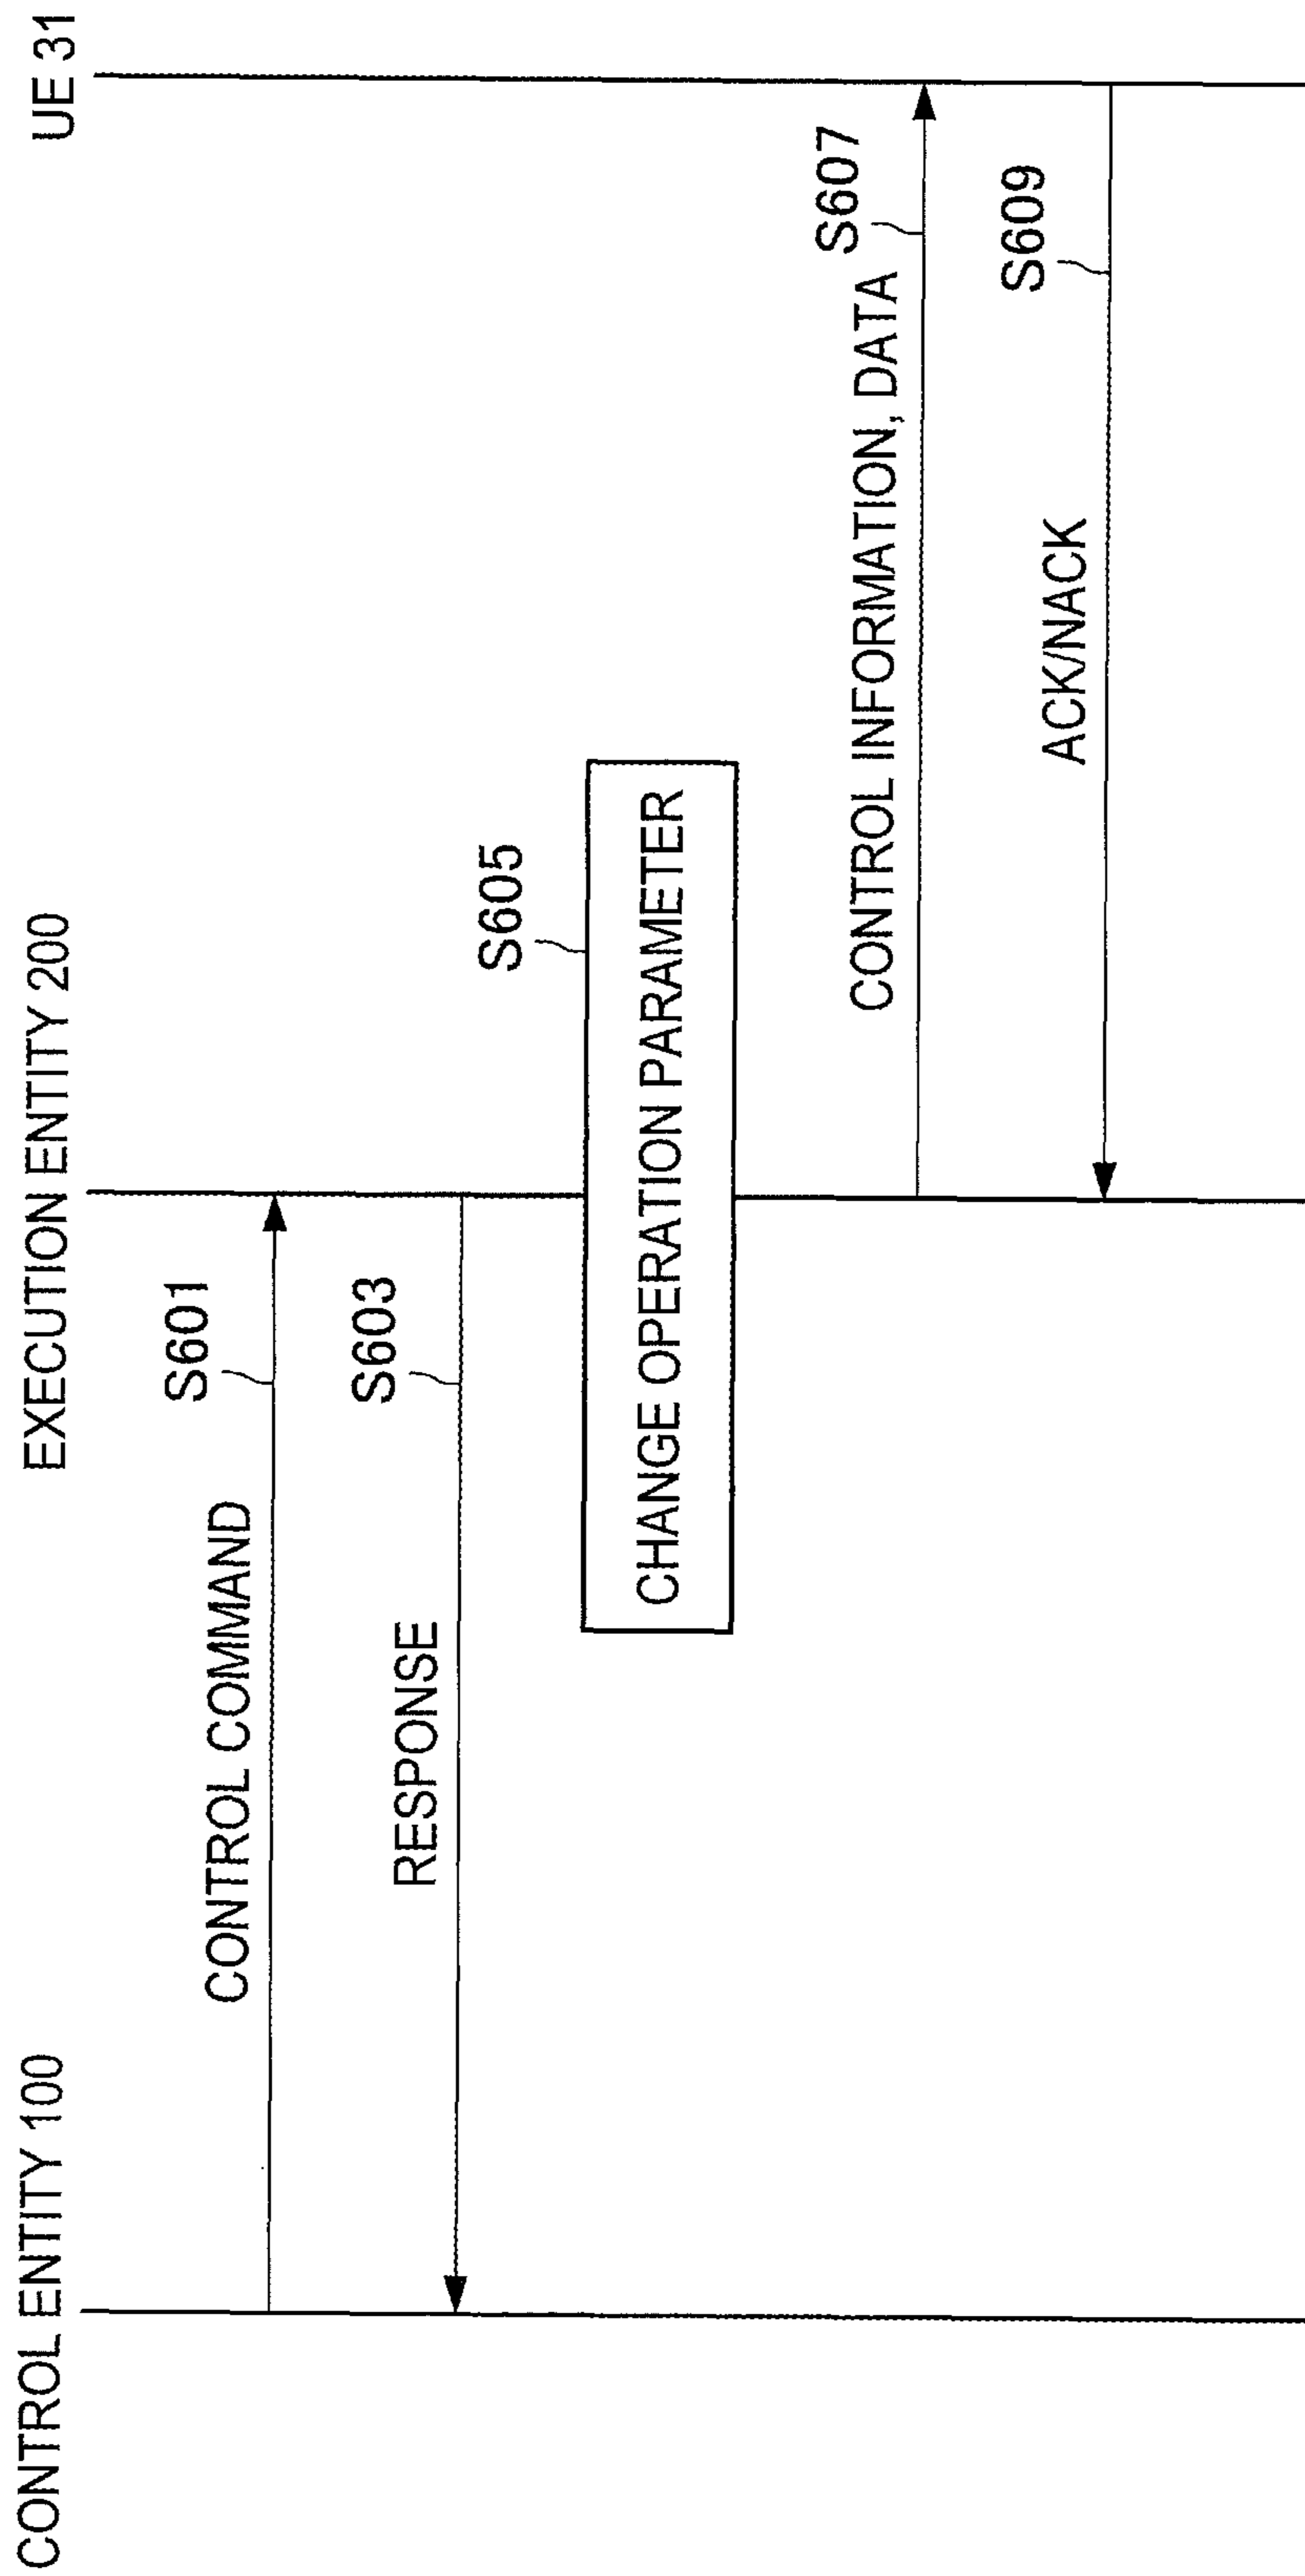 CONTROL ENTITY 100
EXECUTION ENTITY 200
UE 31
CONTROL COMMAND
S601
RESPONSE
S603
S605
CHANGE OPERATION PARAMETER
CONTROL INFORMATION, DATA
S607
ACK/NACK
S609